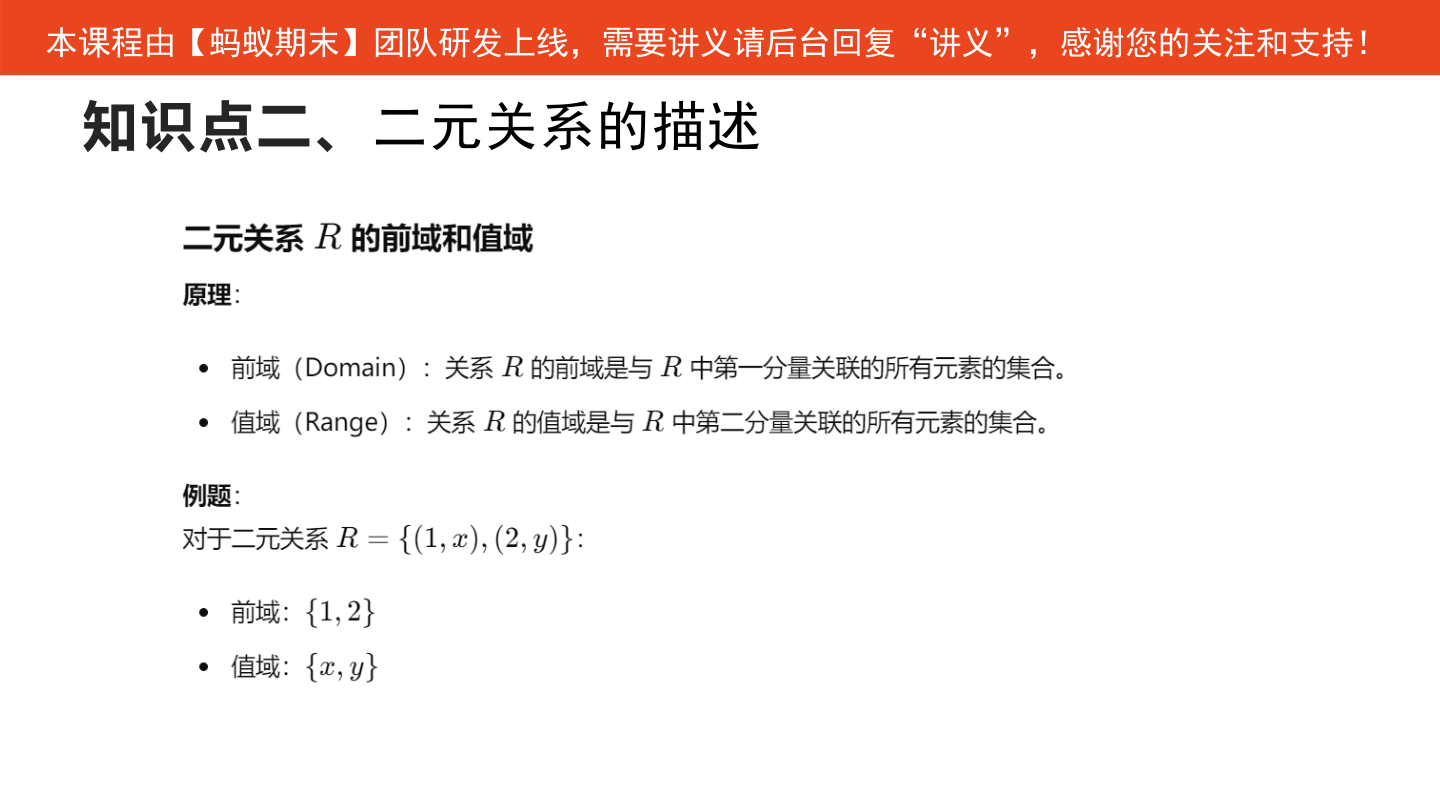 本课程由【蚂蚁期末】团队研发上线，需要讲义请后台回复“讲义”，感谢您的关注和支持！
知识点二、二元关系的描述
二元关系 R 的前域和值域
原理：
• 前域（Domain）：关系 R 的前域是与 R 中第一分量关联的所有元素的集合。
• 值域（Range）：关系 R 的值域是与 R 中第二分量关联的所有元素的集合。
例题：
对于二元关系 R = {(1, x), (2, y)}：
• 前域：{1, 2}
• 值域：{x, y}